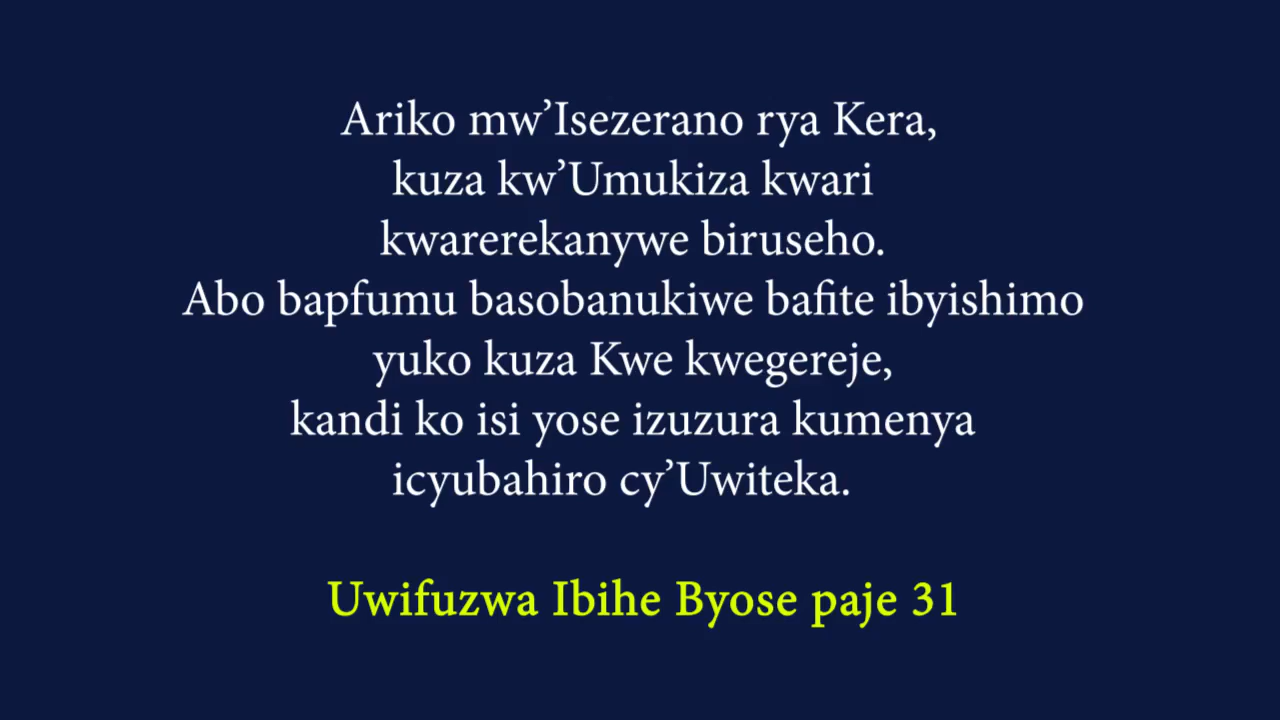 Ariko mw’Isezerano rya Kera,
kuza kw’Umukiza kwari
kwarerekanywe biruseho.
Abo bapfumu basobanukiwe bafite ibyishimo
yuko kuza Kwe kwegereje,
kandi ko isi yose izuzura kumenya
icyubahiro cy’Uwiteka.
Uwifuzwa Ibihe Byose paje 31